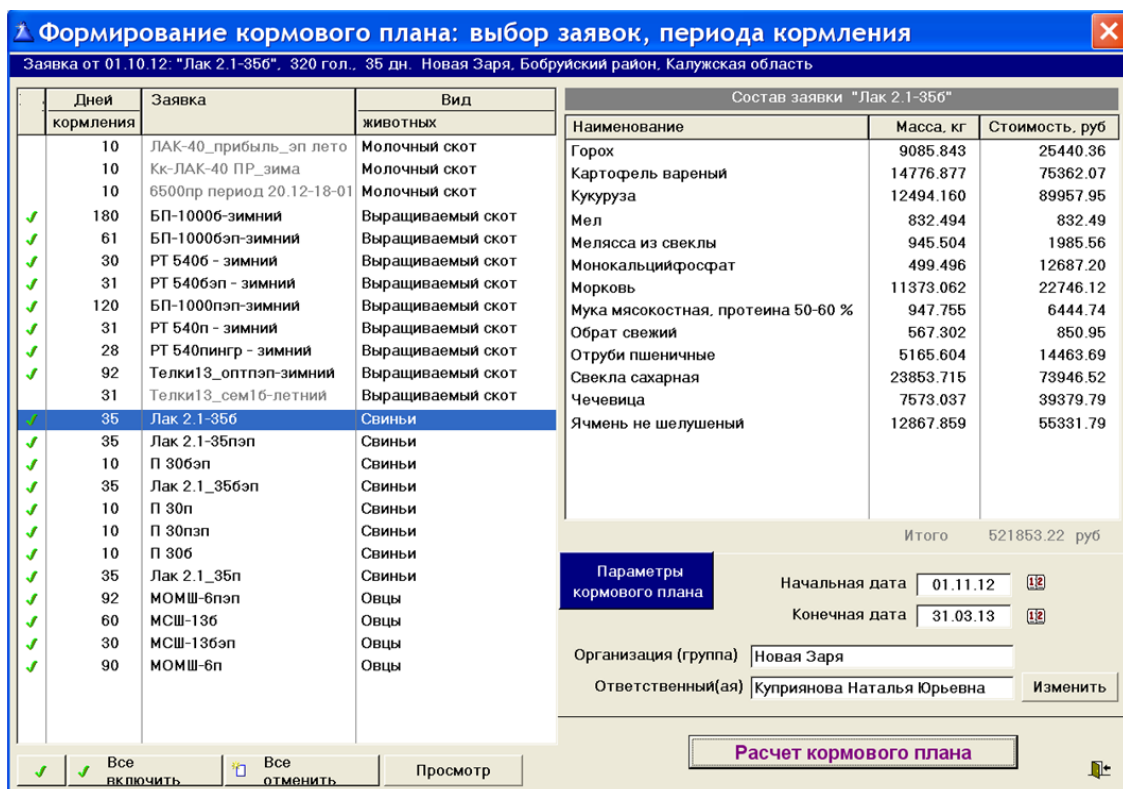 Формирование кормового плана: выбор заявок, периода кормления
Заявка от 01.10.12: "Лак 2.1-35б", 320 гол., 35 дн. Новая Заря, Бобруйский район, Калужская область
Дней кормления Заявка Вид животных
10 ЛАК-40_прибыль_эп лето Молочный скот
10 Кк-ЛАК-40 ПР_зима Молочный скот
10 6500пр период 20.12-18-01 Молочный скот
180 БП-1000б-зимний Выращиваемый скот
61 БП-1000бэп-зимний Выращиваемый скот
30 РТ 540б - зимний Выращиваемый скот
31 РТ 540бэп - зимний Выращиваемый скот
120 БП-1000пэп-зимний Выращиваемый скот
31 РТ 540п - зимний Выращиваемый скот
28 РТ 540пингр - зимний Выращиваемый скот
92 Телки13_оптпэп-зимний Выращиваемый скот
31 Телки13_сем1б-летний Выращиваемый скот
35 Лак 2.1-35б Свиньи
35 Лак 2.1-35пэп Свиньи
10 П 30бэп Свиньи
35 Лак 2.1_35бэп Свиньи
10 П 30п Свиньи
10 П 30пзп Свиньи
10 П 30б Свиньи
35 Лак 2.1_35п Свиньи
92 МОМШ-6пэп Овцы
60 МСШ-13б Овцы
30 МСШ-13бэп Овцы
90 МОМШ-6п Овцы
Все включить
Все отменить
Просмотр
Состав заявки "Лак 2.1-35б"
Наименование Масса, кг Стоимость, руб
Горох 9085.843 25440.36
Картофель вареный 14776.877 75362.07
Кукуруза 12494.160 89957.95
Мел 832.494 832.49
Мелясса из свеклы 945.504 1985.56
Монокальцийфосфат 499.496 12687.20
Морковь 11373.062 22746.12
Мука мясокостная, протеина 50-60 % 947.755 6444.74
Обрат свежий 567.302 850.95
Отруби пшеничные 5165.604 14463.69
Свекла сахарная 23853.715 73946.52
Чечевица 7573.037 39379.79
Ячмень не шелушеный 12867.859 55331.79
Итого 521853.22 руб
Параметры кормового плана
Начальная дата 01.11.12
Конечная дата 31.03.13
Организация (группа) Новая Заря
Ответственный(ая) Куприянова Наталья Юрьевна Изменить
Расчет кормового плана